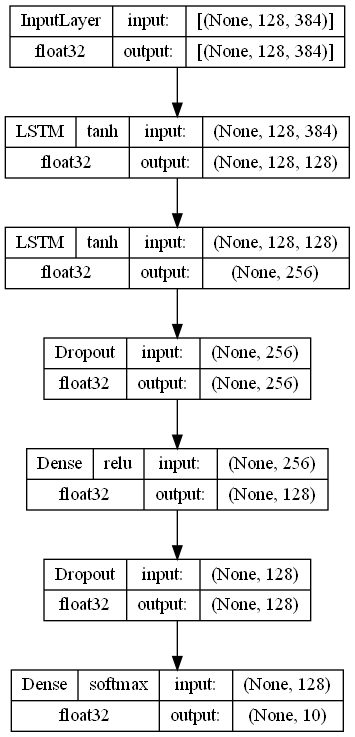 InputLayer input: [(None, 128, 384)]
float32 output: [(None, 128, 384)]
LSTM tanh input: (None, 128, 384)
float32 output: (None, 128, 128)
LSTM tanh input: (None, 128, 128)
float32 output: (None, 256)
Dropout input: (None, 256)
float32 output: (None, 256)
Dense relu input: (None, 256)
float32 output: (None, 128)
Dropout input: (None, 128)
float32 output: (None, 128)
Dense softmax input: (None, 128)
float32 output: (None, 10)